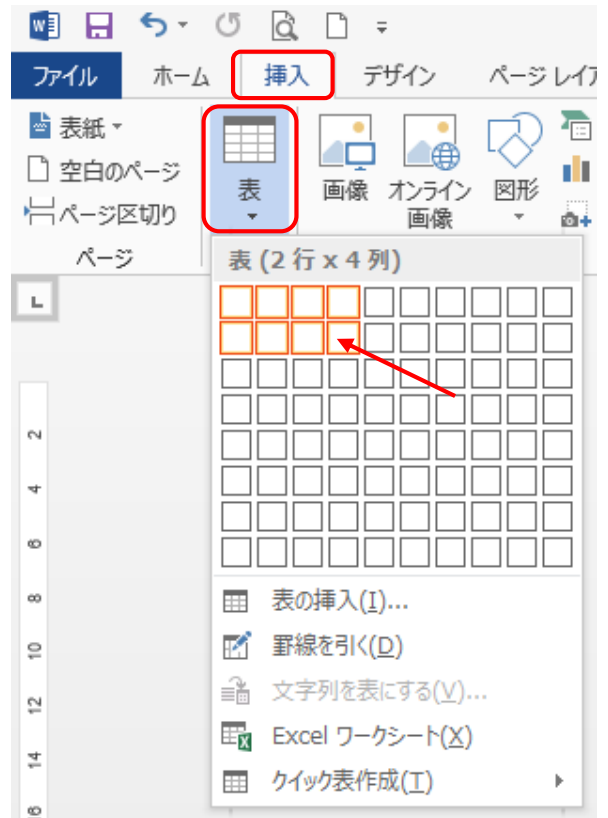 ファイル ホーム 挿入 デザイン ページ レイア
表紙
空白のページ
ページ区切り
ページ
表
画像
オンライン
画像
図形
表 (2 行 x 4 列)
L
2
4
6
8
10
12
14
16
表の挿入(I)...
罫線を引く(D)
文字列を表にする(V)...
Excel ワークシート(X)
クイック表作成(T)